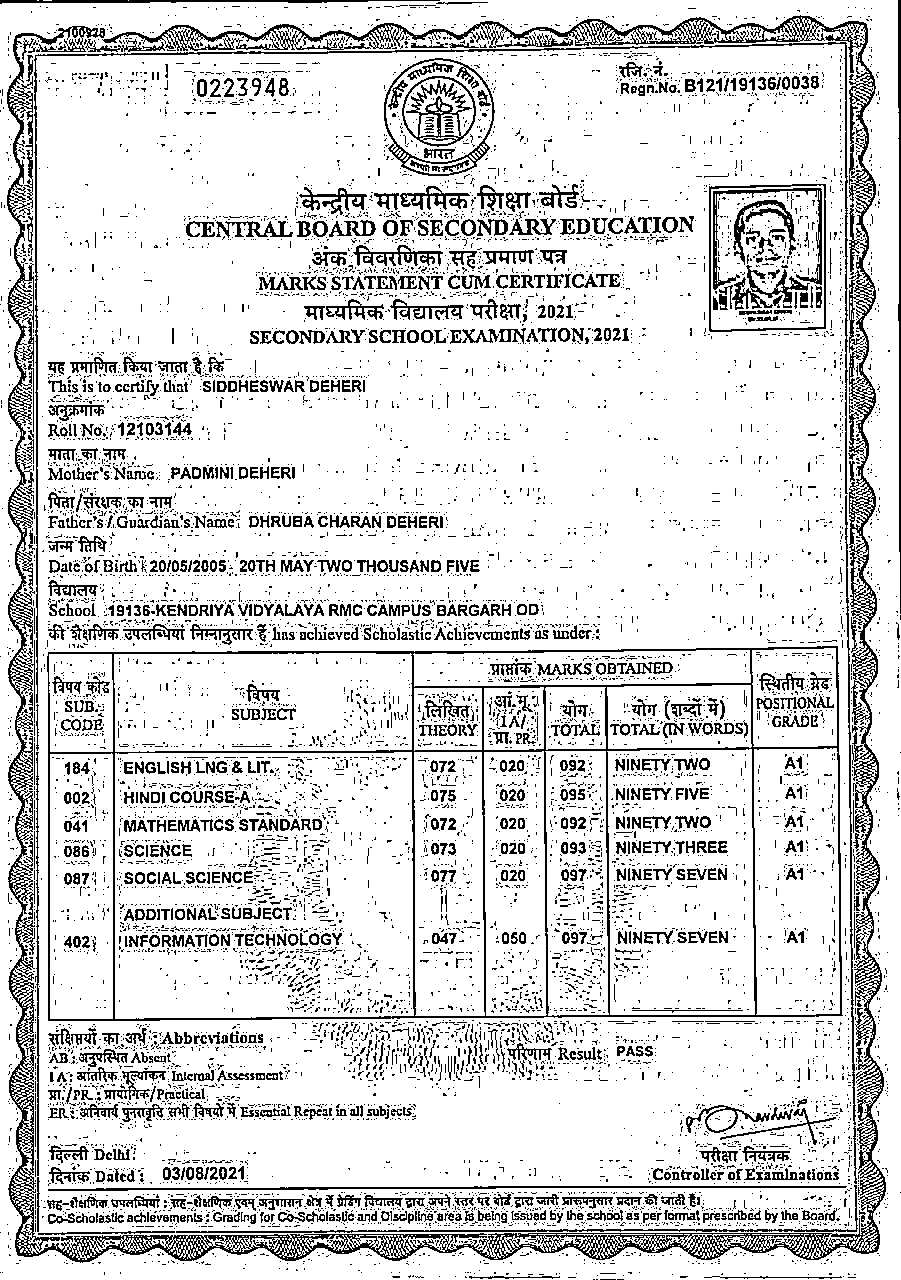 2100928
0223948
रजि. नं.
Regn.No. B121/19136/0038
केन्द्रीय माध्यमिक शिक्षा बोर्ड
भारत
केन्द्रीय माध्यमिक शिक्षा बोर्ड
CENTRAL BOARD OF SECONDARY EDUCATION
अंक विवरणिका सह प्रमाण पत्र
MARKS STATEMENT CUM CERTIFICATE
माध्यमिक विद्यालय परीक्षा, 2021
SECONDARY SCHOOL EXAMINATION, 2021
यह प्रमाणित किया जाता है कि
This is to certify that SIDDHESWAR DEHERI
अनुक्रमांक
Roll No. 12103144
माता का नाम
Mother's Name PADMINI DEHERI
पिता/संरक्षक का नाम
Father's / Guardian's Name DHRUBA CHARAN DEHERI
जन्म तिथि
Date of Birth 20/05/2005 20TH MAY TWO THOUSAND FIVE
विद्यालय
School 19136-KENDRIYA VIDYALAYA RMC CAMPUS BARGARH OD
की शैक्षणिक उपलब्धियां निम्नानुसार हैं has achieved Scholastic Achievements as under :
विषय कोड SUB. CODE
विषय SUBJECT
प्राप्तांक MARKS OBTAINED
लिखित THEORY
आं.मू. IA/ प्रा. PR.
योग TOTAL
योग (शब्दों में) TOTAL (IN WORDS)
स्थितीय ग्रेड POSITIONAL GRADE
184 ENGLISH LNG & LIT. 072 020 092 NINETY TWO A1
002 HINDI COURSE-A 075 020 095 NINETY FIVE A1
041 MATHEMATICS STANDARD 072 020 092 NINETY TWO A1
086 SCIENCE 073 020 093 NINETY THREE A1
087 SOCIAL SCIENCE 077 020 097 NINETY SEVEN A1
ADDITIONAL SUBJECT
402 INFORMATION TECHNOLOGY 047 050 097 NINETY SEVEN A1
संक्षिप्तियों का अर्थ : Abbreviations
AB : अनुपस्थित Absent
IA : आंतरिक मूल्यांकन Internal Assessment
प्रा./PR. : प्रायोगिक/Practical
ER : अनिवार्य पुनरावृति सभी विषयों में Essential Repeat in all subjects
परिणाम Result PASS
दिल्ली Delhi
दिनांक Dated : 03/08/2021
परीक्षा नियंत्रक
Controller of Examinations
सह-शैक्षणिक उपलब्धियां : सह-शैक्षणिक एवम् अनुशासन क्षेत्र में ग्रेडिंग विद्यालय द्वारा अपने स्तर पर बोर्ड द्वारा जारी प्रारूपनुसार प्रदान की जाती है।
Co-Scholastic achievements : Grading for Co-Scholastic and Discipline area is being issued by the school as per format prescribed by the Board.